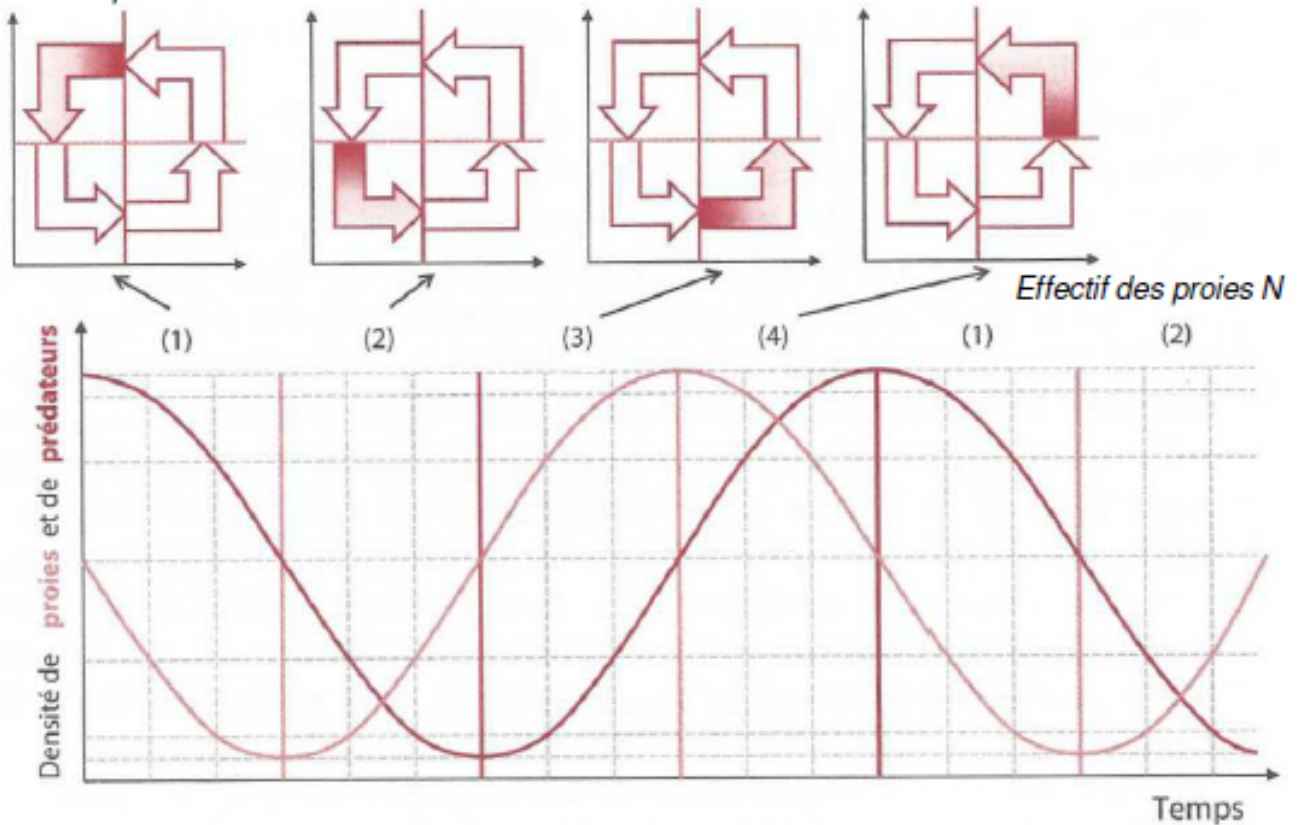 Effectif des proies N
(1) (2) (3) (4) (1) (2)
Densité de proies et de prédateurs
Temps